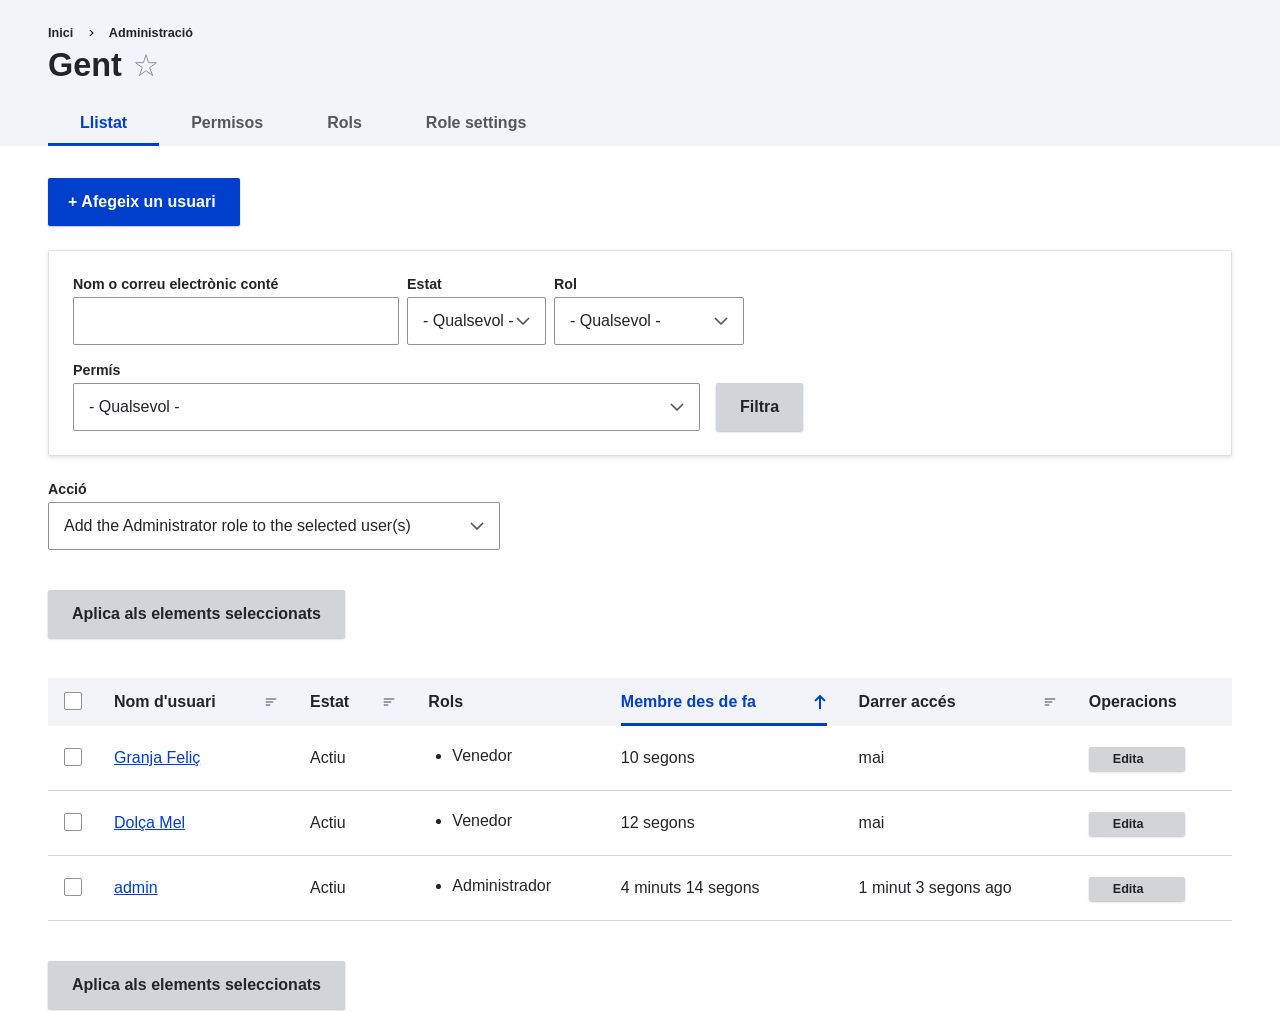 Inici › Administració
Gent ☆
Llistat Permisos Rols Role settings
+ Afegeix un usuari
Nom o correu electrònic conté Estat Rol
- Qualsevol - - Qualsevol -
Permís
- Qualsevol - Filtra
Acció
Add the Administrator role to the selected user(s)
Aplica als elements seleccionats
Nom d'usuari Estat Rols Membre des de fa Darrer accés Operacions
Granja Feliç Actiu • Venedor 10 segons mai Edita
Dolça Mel Actiu • Venedor 12 segons mai Edita
admin Actiu • Administrador 4 minuts 14 segons 1 minut 3 segons ago Edita
Aplica als elements seleccionats